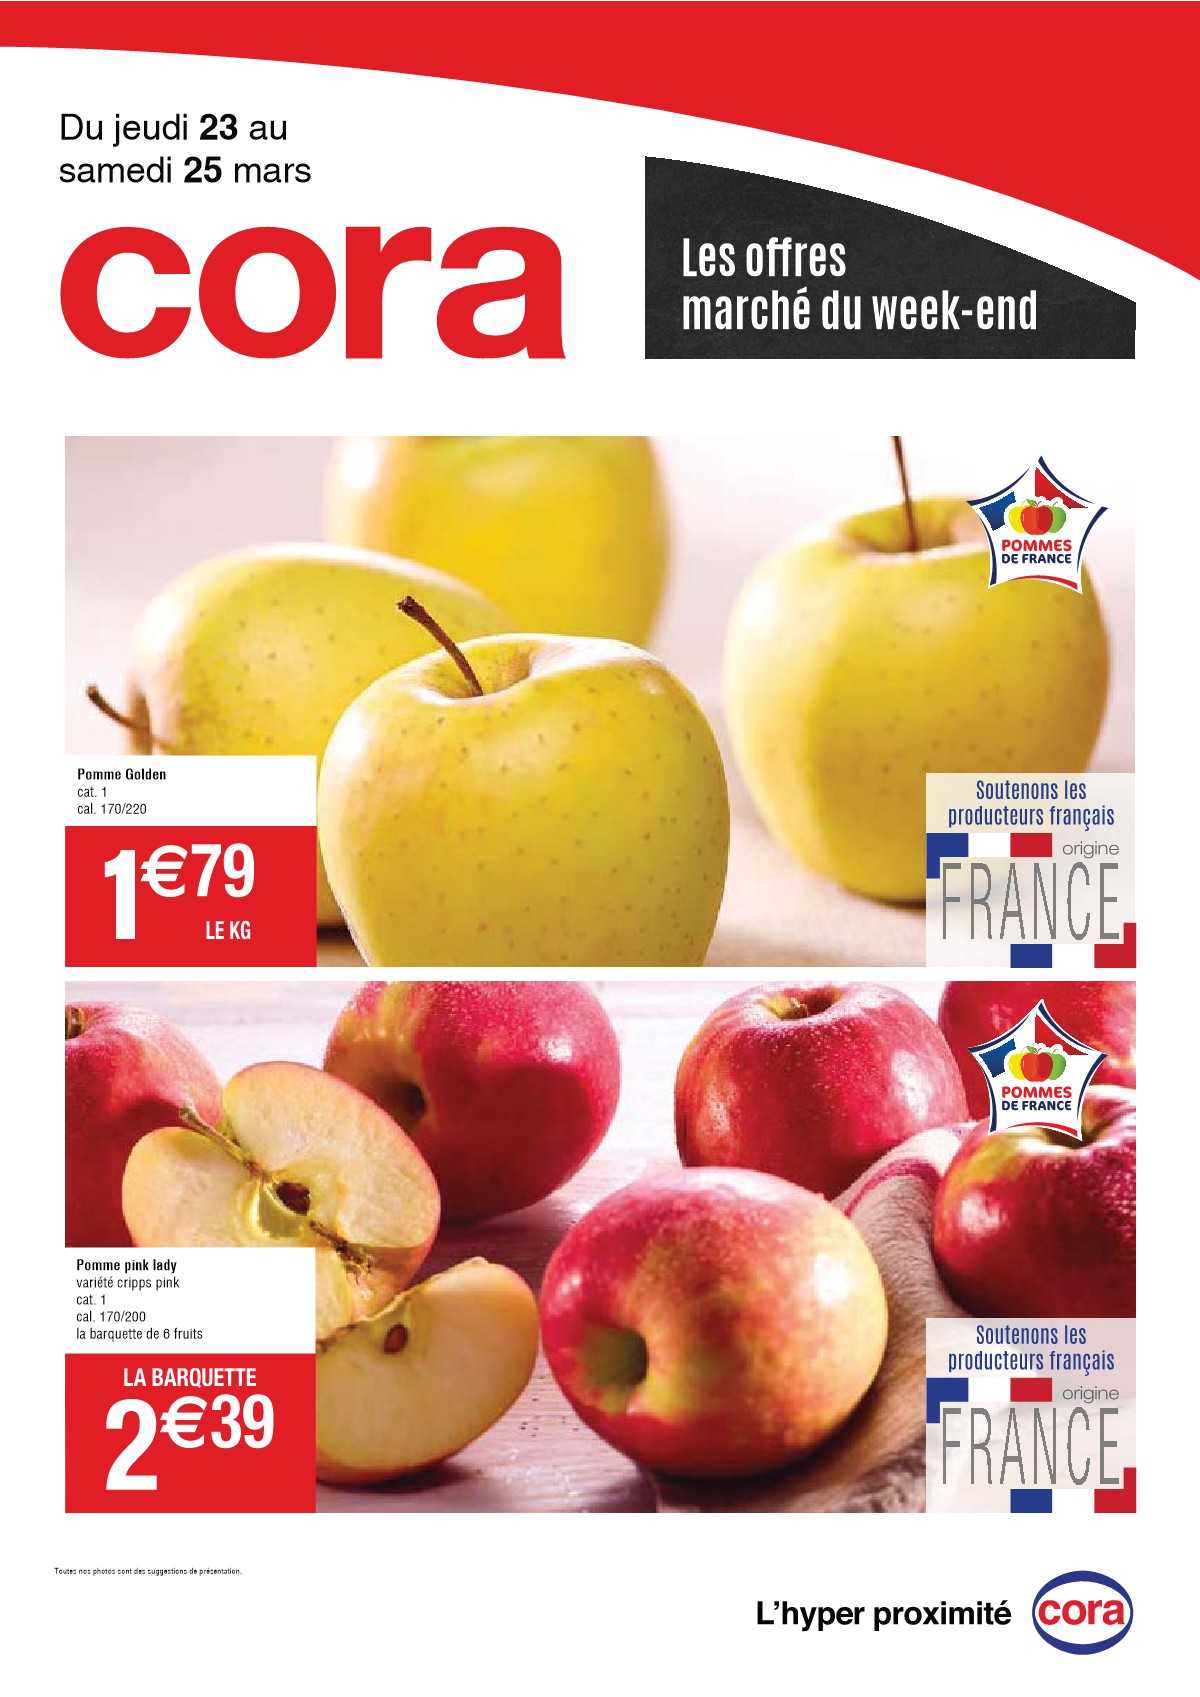 Du jeudi 23 au
samedi 25 mars
cora
Les offres
marché du week-end
POMMES
DE FRANCE
Pomme Golden
cat. 1
cal. 170/220
1€79
LE KG
Soutenons les
producteurs français
origine
FRANCE
POMMES
DE FRANCE
Pomme pink lady
variété cripps pink
cat. 1
cal. 170/200
la barquette de 6 fruits
LA BARQUETTE
2€39
Soutenons les
producteurs français
origine
FRANCE
Toutes nos photos sont des suggestions de présentation.
L'hyper proximité
cora